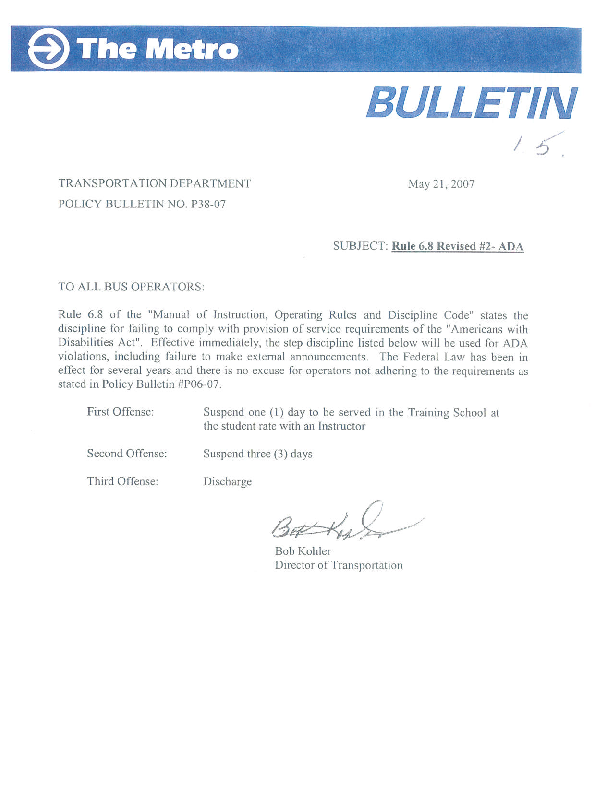 The Metro
BULLETIN
15.
TRANSPORTATION DEPARTMENT May 21, 2007
POLICY BULLETIN NO. P38-07
SUBJECT: Rule 6.8 Revised #2- ADA
TO ALL BUS OPERATORS:
Rule 6.8 of the "Manual of Instruction, Operating Rules and Discipline Code" states the
discipline for failing to comply with provision of service requirements of the "Americans with
Disabilities Act". Effective immediately, the step discipline listed below will be used for ADA
violations, including failure to make external announcements. The Federal Law has been in
effect for several years and there is no excuse for operators not adhering to the requirements as
stated in Policy Bulletin #P06-07.
First Offense: Suspend one (1) day to be served in the Training School at
the student rate with an Instructor
Second Offense: Suspend three (3) days
Third Offense: Discharge
Bob Kohler
Bob Kohler
Director of Transportation